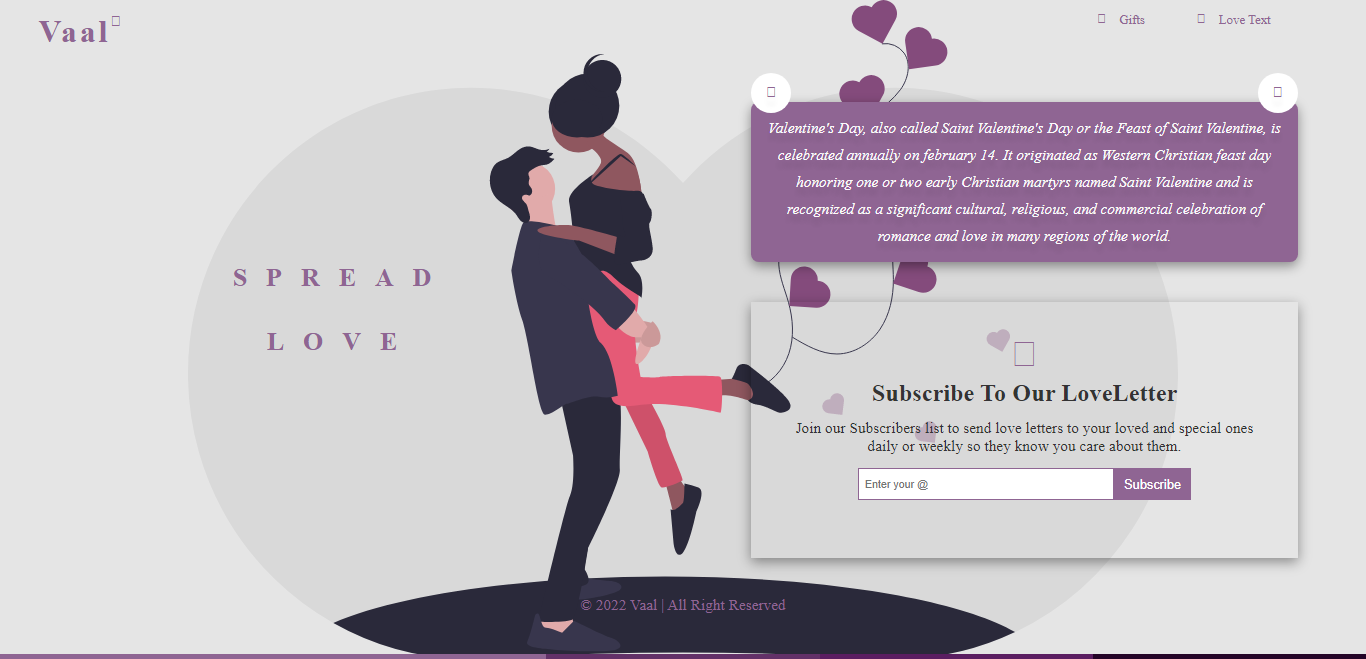 Vaal
Gifts
Love Text
Valentine's Day, also called Saint Valentine's Day or the Feast of Saint Valentine, is
celebrated annually on february 14. It originated as Western Christian feast day
honoring one or two early Christian martyrs named Saint Valentine and is
recognized as a significant cultural, religious, and commercial celebration of
romance and love in many regions of the world.
SPREAD
LOVE
Subscribe To Our LoveLetter
Join our Subscribers list to send love letters to your loved and special ones
daily or weekly so they know you care about them.
Enter your @
Subscribe
© 2022 Vaal | All Right Reserved